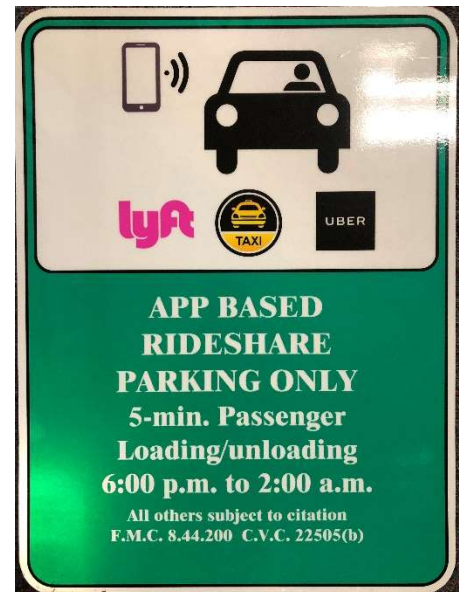 lyft
TAXI
UBER
APP BASED
RIDESHARE
PARKING ONLY
5-min. Passenger
Loading/unloading
6:00 p.m. to 2:00 a.m.
All others subject to citation
F.M.C. 8.44.200 C.V.C. 22505(b)